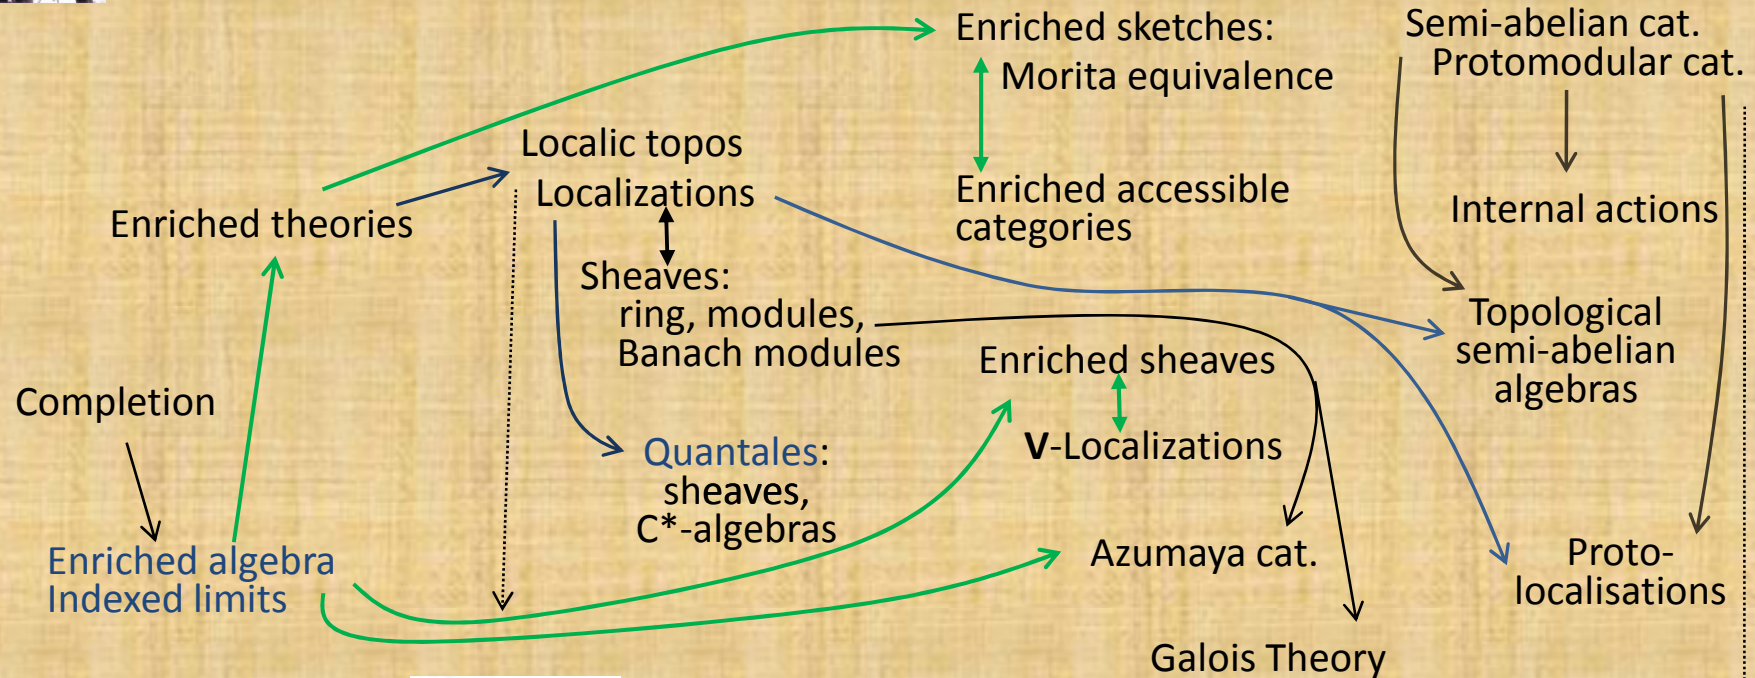 Enriched sketches:
Morita equivalence
Semi-abelian cat.
Protomodular cat.
Localic topos
Localizations
Enriched theories
Enriched accessible
categories
Internal actions
Sheaves:
ring, modules,
Banach modules
Topological
semi-abelian
algebras
Enriched sheaves
V-Localizations
Completion
Quantales:
sheaves,
C*-algebras
Enriched algebra
Indexed limits
Azumaya cat.
Proto-
localisations
Galois Theory